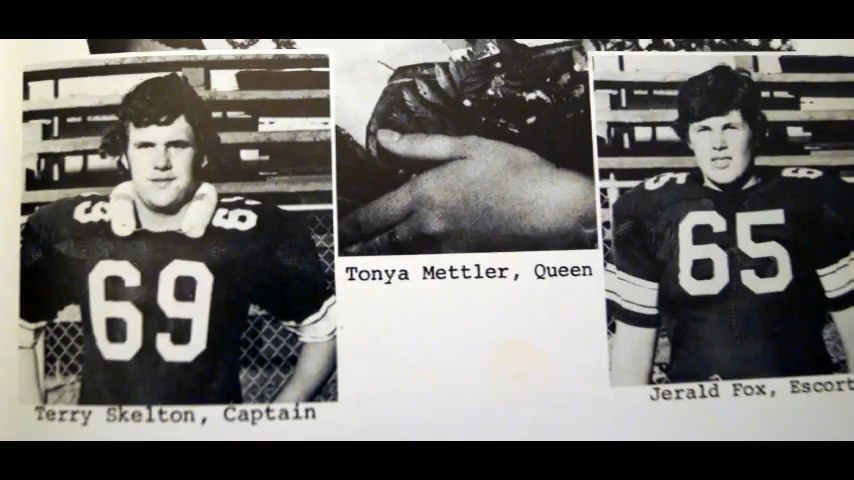 69
Terry Skelton, Captain
Tonya Mettler, Queen
65
Jerald Fox, Escort